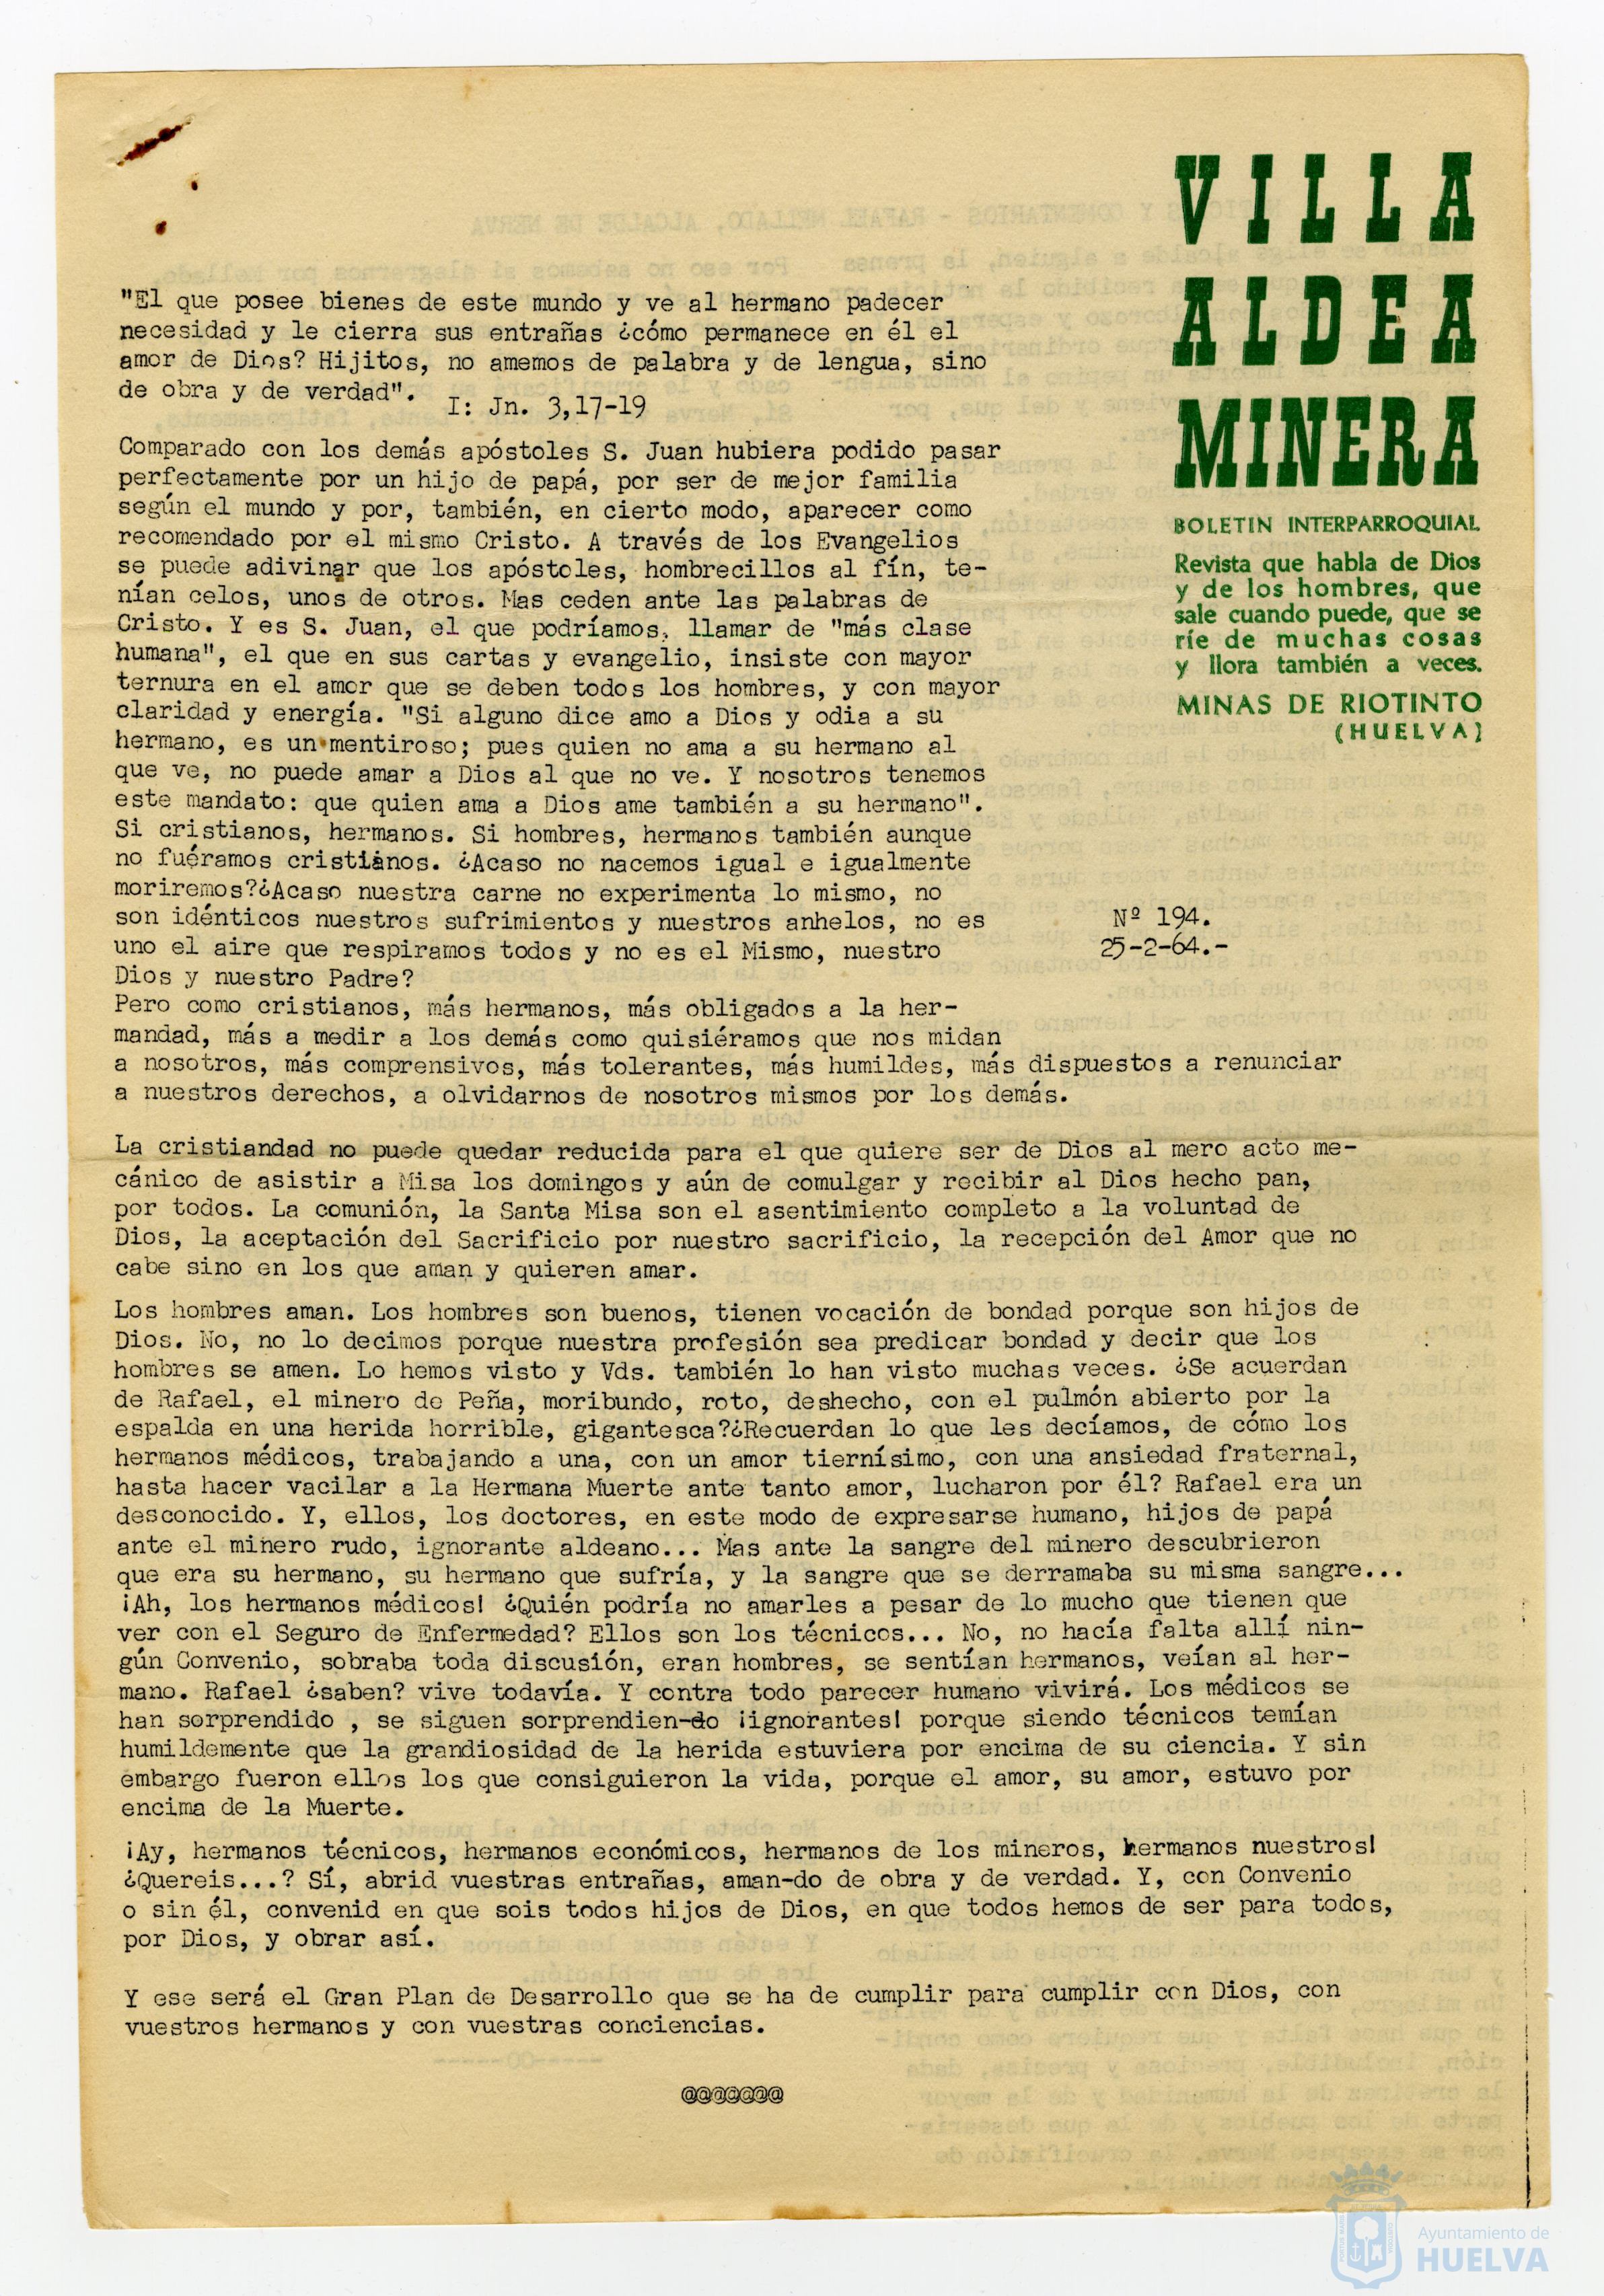 VILLA
ALDEA
MINERA
BOLETIN INTERPARROQUIAL
Revista que habla de Dios
y de los hombres, que
sale cuando puede, que se
ríe de muchas cosas
y llora también a veces.
MINAS DE RIOTINTO
(HUELVA)
Nº 194.
25-2-64.-
"El que posee bienes de este mundo y ve al hermano padecer
necesidad y le cierra sus entrañas ¿cómo permanece en él el
amor de Dios? Hijitos, no amemos de palabra y de lengua, sino
de obra y de verdad".
I: Jn. 3,17-19
Comparado con los demás apóstoles S. Juan hubiera podido pasar
perfectamente por un hijo de papá, por ser de mejor familia
según el mundo y por, también, en cierto modo, aparecer como
recomendado por el mismo Cristo. A través de los Evangelios
se puede adivinar que los apóstoles, hombrecillos al fín, te-
nían celos, unos de otros. Mas ceden ante las palabras de
Cristo. Y es S. Juan, el que podríamos, llamar de "más clase
humana", el que en sus cartas y evangelio, insiste con mayor
ternura en el amor que se deben todos los hombres, y con mayor
claridad y energía. "Si alguno dice amo a Dios y odia a su
hermano, es un mentiroso; pues quien no ama a su hermano al
que ve, no puede amar a Dios al que no ve. Y nosotros tenemos
este mandato: que quien ama a Dios ame también a su hermano".
Si cristianos, hermanos. Si hombres, hermanos también aunque
no fuéramos cristiànos. ¿Acaso no nacemos igual e igualmente
moriremos?¿Acaso nuestra carne no experimenta lo mismo, no
son idénticos nuestros sufrimientos y nuestros anhelos, no es
uno el aire que respiramos todos y no es el Mismo, nuestro
Dios y nuestro Padre?
Pero como cristianos, más hermanos, más obligados a la her-
mandad, más a medir a los demás como quisiéramos que nos midan
a nosotros, más comprensivos, más tolerantes, más humildes, más dispuestos a renunciar
a nuestros derechos, a olvidarnos de nosotros mismos por los demás.
La cristiandad no puede quedar reducida para el que quiere ser de Dios al mero acto me-
cánico de asistir a Misa los domingos y aún de comulgar y recibir al Dios hecho pan,
por todos. La comunión, la Santa Misa son el asentimiento completo a la voluntad de
Dios, la aceptación del Sacrificio por nuestro sacrificio, la recepción del Amor que no
cabe sino en los que aman y quieren amar.
Los hombres aman. Los hombres son buenos, tienen vocación de bondad porque son hijos de
Dios. No, no lo decimos porque nuestra profesión sea predicar bondad y decir que los
hombres se amen. Lo hemos visto y Vds. también lo han visto muchas veces. ¿Se acuerdan
de Rafael, el minero de Peña, moribundo, roto, deshecho, con el pulmón abierto por la
espalda en una herida horrible, gigantesca?¿Recuerdan lo que les decíamos, de cómo los
hermanos médicos, trabajando a una, con un amor tiernísimo, con una ansiedad fraternal,
hasta hacer vacilar a la Hermana Muerte ante tanto amor, lucharon por él? Rafael era un
desconocido. Y, ellos, los doctores, en este modo de expresarse humano, hijos de papá
ante el minero rudo, ignorante aldeano... Mas ante la sangre del minero descubrieron
que era su hermano, su hermano que sufría, y la sangre que se derramaba su misma sangre...
¡Ah, los hermanos médicos! ¿Quién podría no amarles a pesar de lo mucho que tienen que
ver con el Seguro de Enfermedad? Ellos son los técnicos... No, no hacía falta allí nin-
gún Convenio, sobraba toda discusión, eran hombres, se sentían hermanos, veían al her-
mano. Rafael ¿saben? vive todavía. Y contra todo parecer humano vivirá. Los médicos se
han sorprendido , se siguen sorprendien-do ¡ignorantes! porque siendo técnicos temían
humildemente que la grandiosidad de la herida estuviera por encima de su ciencia. Y sin
embargo fueron ellos los que consiguieron la vida, porque el amor, su amor, estuvo por
encima de la Muerte.
¡Ay, hermanos técnicos, hermanos económicos, hermanos de los mineros, hermanos nuestros!
¿Quereis...? Sí, abrid vuestras entrañas, aman-do de obra y de verdad. Y, con Convenio
o sin él, convenid en que sois todos hijos de Dios, en que todos hemos de ser para todos,
por Dios, y obrar así.
Y ese será el Gran Plan de Desarrollo que se ha de cumplir para cumplir con Dios, con
vuestros hermanos y con vuestras conciencias.
@@@@@@@
Ayuntamiento de
HUELVA